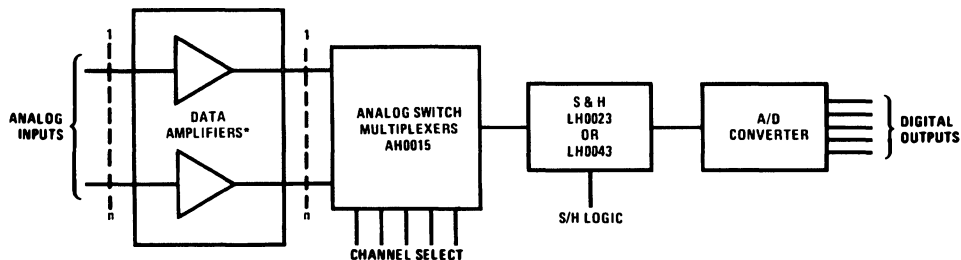 1
1
ANALOG
INPUTS
DATA
AMPLIFIERS*
n
n
ANALOG SWITCH
MULTIPLEXERS
AH0015
CHANNEL SELECT
S & H
LH0023
OR
LH0043
S/H LOGIC
A/D
CONVERTER
DIGITAL
OUTPUTS